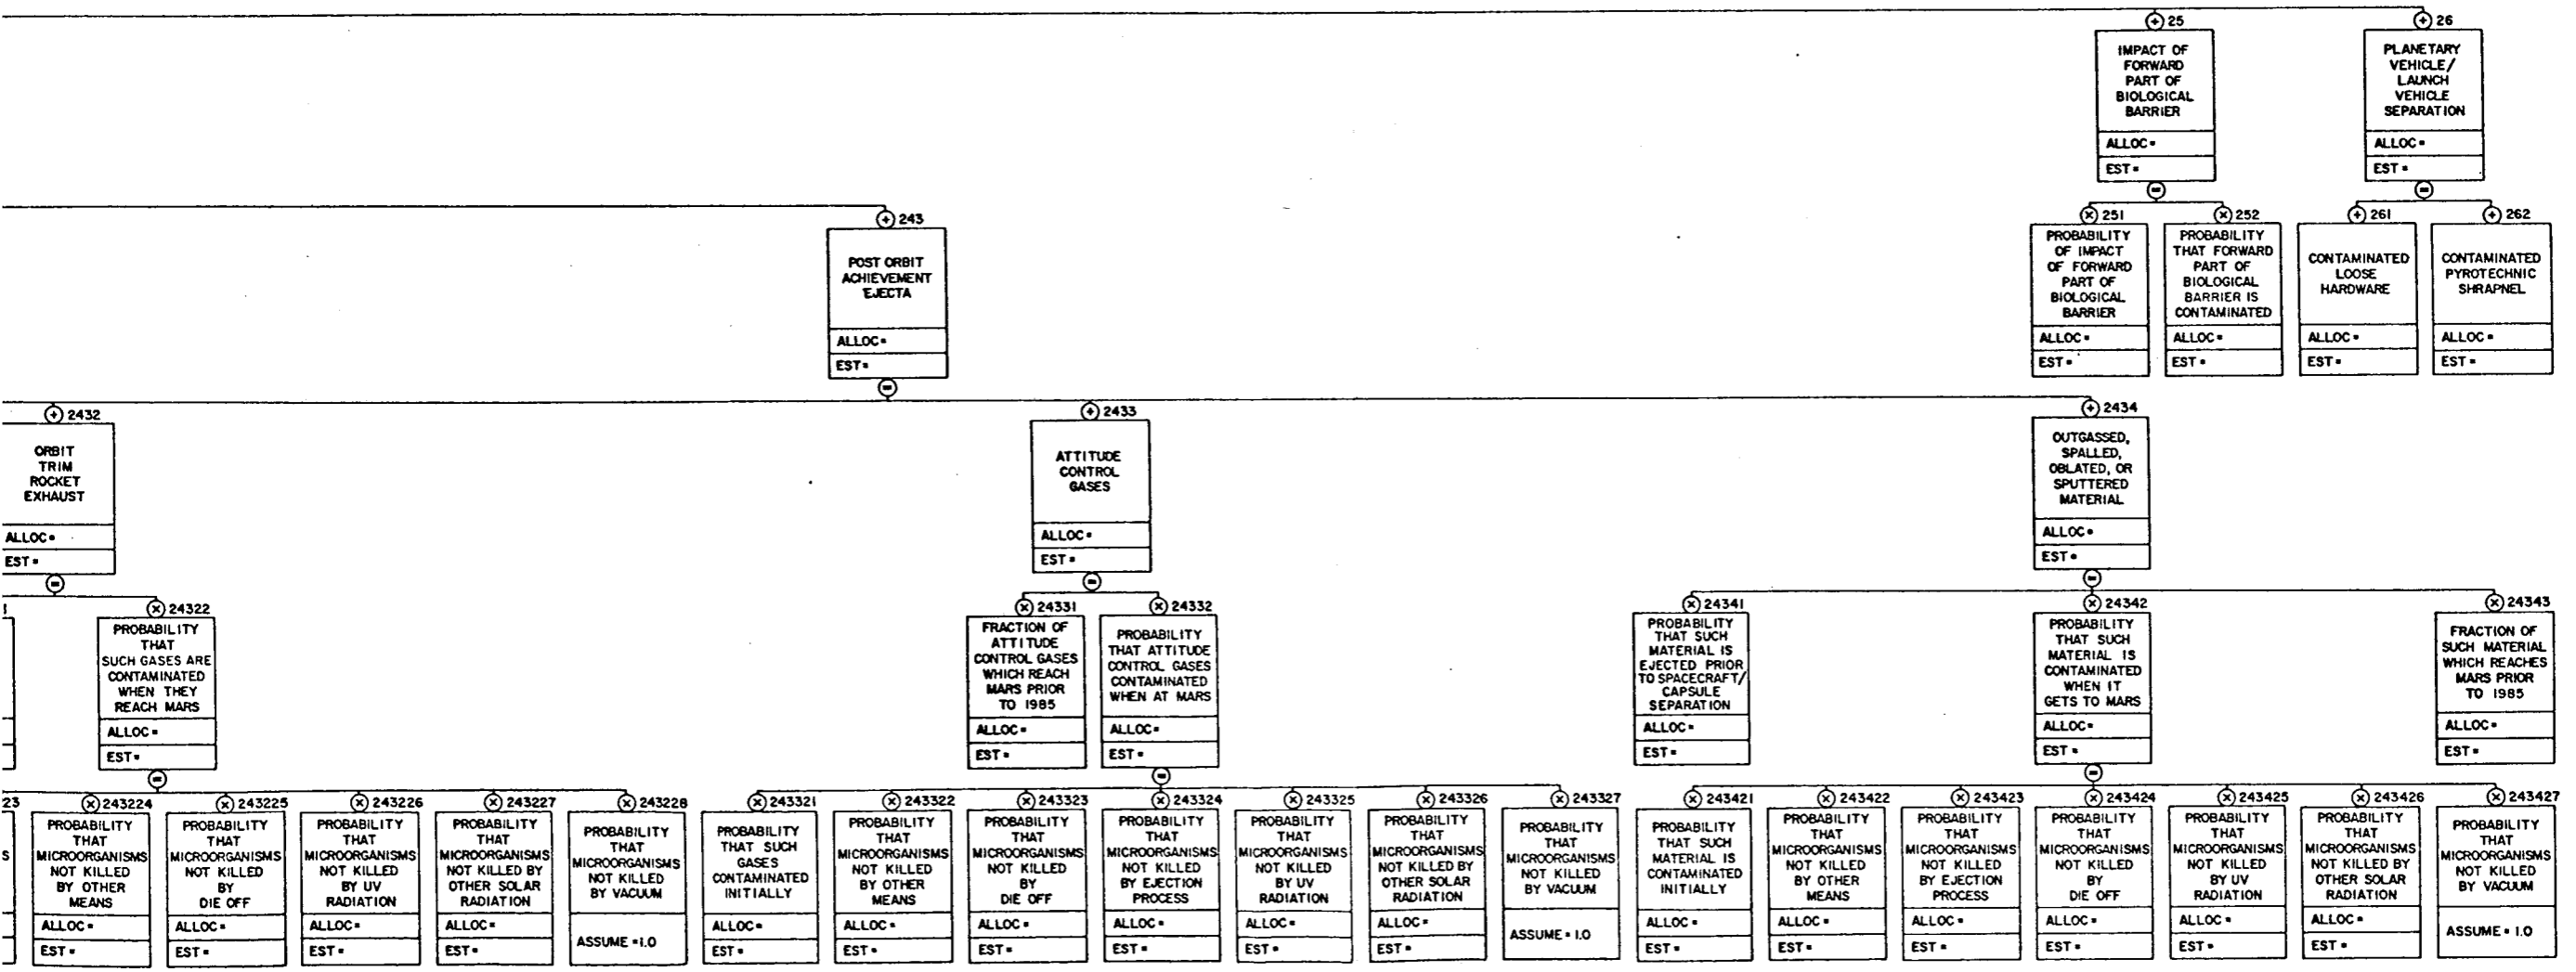 25
IMPACT OF
FORWARD
PART OF
BIOLOGICAL
BARRIER
ALLOC=
EST=
26
PLANETARY
VEHICLE/
LAUNCH
VEHICLE
SEPARATION
ALLOC=
EST=
243
POST ORBIT
ACHIEVEMENT
EJECTA
ALLOC=
EST=
251
PROBABILITY
OF IMPACT
OF FORWARD
PART OF
BIOLOGICAL
BARRIER
ALLOC=
EST=
252
PROBABILITY
THAT FORWARD
PART OF
BIOLOGICAL
BARRIER IS
CONTAMINATED
ALLOC=
EST=
261
CONTAMINATED
LOOSE
HARDWARE
ALLOC=
EST=
262
CONTAMINATED
PYROTECHNIC
SHRAPNEL
ALLOC=
EST=
2432
ORBIT
TRIM
ROCKET
EXHAUST
ALLOC=
EST=
2433
ATTITUDE
CONTROL
GASES
ALLOC=
EST=
2434
OUTGASSED,
SPALLED,
OBLATED, OR
SPUTTERED
MATERIAL
ALLOC=
EST=
1
24322
PROBABILITY
THAT
SUCH GASES ARE
CONTAMINATED
WHEN THEY
REACH MARS
ALLOC=
EST=
24331
FRACTION OF
ATTITUDE
CONTROL GASES
WHICH REACH
MARS PRIOR
TO 1985
ALLOC=
EST=
24332
PROBABILITY
THAT ATTITUDE
CONTROL GASES
CONTAMINATED
WHEN AT MARS
ALLOC=
EST=
24341
PROBABILITY
THAT SUCH
MATERIAL IS
EJECTED PRIOR
TO SPACECRAFT/
CAPSULE
SEPARATION
ALLOC=
EST=
24342
PROBABILITY
THAT SUCH
MATERIAL IS
CONTAMINATED
WHEN IT
GETS TO MARS
ALLOC=
EST=
24343
FRACTION OF
SUCH MATERIAL
WHICH REACHES
MARS PRIOR
TO 1985
ALLOC=
EST=
23
S
243224
PROBABILITY
THAT
MICROORGANISMS
NOT KILLED
BY OTHER
MEANS
ALLOC=
EST=
243225
PROBABILITY
THAT
MICROORGANISMS
NOT KILLED
BY
DIE OFF
ALLOC=
EST=
243226
PROBABILITY
THAT
MICROORGANISMS
NOT KILLED
BY UV
RADIATION
ALLOC=
EST=
243227
PROBABILITY
THAT
MICROORGANISMS
NOT KILLED BY
OTHER SOLAR
RADIATION
ALLOC=
EST=
243228
PROBABILITY
THAT
MICROORGANISMS
NOT KILLED
BY VACUUM
ASSUME =1.0
243321
PROBABILITY
THAT SUCH
GASES
CONTAMINATED
INITIALLY
ALLOC=
EST=
243322
PROBABILITY
THAT
MICROORGANISMS
NOT KILLED
BY OTHER
MEANS
ALLOC=
EST=
243323
PROBABILITY
THAT
MICROORGANISMS
NOT KILLED
BY
DIE OFF
ALLOC=
EST=
243324
PROBABILITY
THAT
MICROORGANISMS
NOT KILLED
BY EJECTION
PROCESS
ALLOC=
EST=
243325
PROBABILITY
THAT
MICROORGANISMS
NOT KILLED
BY UV
RADIATION
ALLOC=
EST=
243326
PROBABILITY
THAT
MICROORGANISMS
NOT KILLED BY
OTHER SOLAR
RADIATION
ALLOC=
EST=
243327
PROBABILITY
THAT
MICROORGANISMS
NOT KILLED
BY VACUUM
ASSUME = 1.0
243421
PROBABILITY
THAT SUCH
MATERIAL IS
CONTAMINATED
INITIALLY
ALLOC=
EST=
243422
PROBABILITY
THAT
MICROORGANISMS
NOT KILLED
BY OTHER
MEANS
ALLOC=
EST=
243423
PROBABILITY
THAT
MICROORGANISMS
NOT KILLED
BY EJECTION
PROCESS
ALLOC=
EST=
243424
PROBABILITY
THAT
MICROORGANISMS
NOT KILLED
BY
DIE OFF
ALLOC=
EST=
243425
PROBABILITY
THAT
MICROORGANISMS
NOT KILLED
BY UV
RADIATION
ALLOC=
EST=
243426
PROBABILITY
THAT
MICROORGANISMS
NOT KILLED BY
OTHER SOLAR
RADIATION
ALLOC=
EST=
243427
PROBABILITY
THAT
MICROORGANISMS
NOT KILLED
BY VACUUM
ASSUME = 1.0